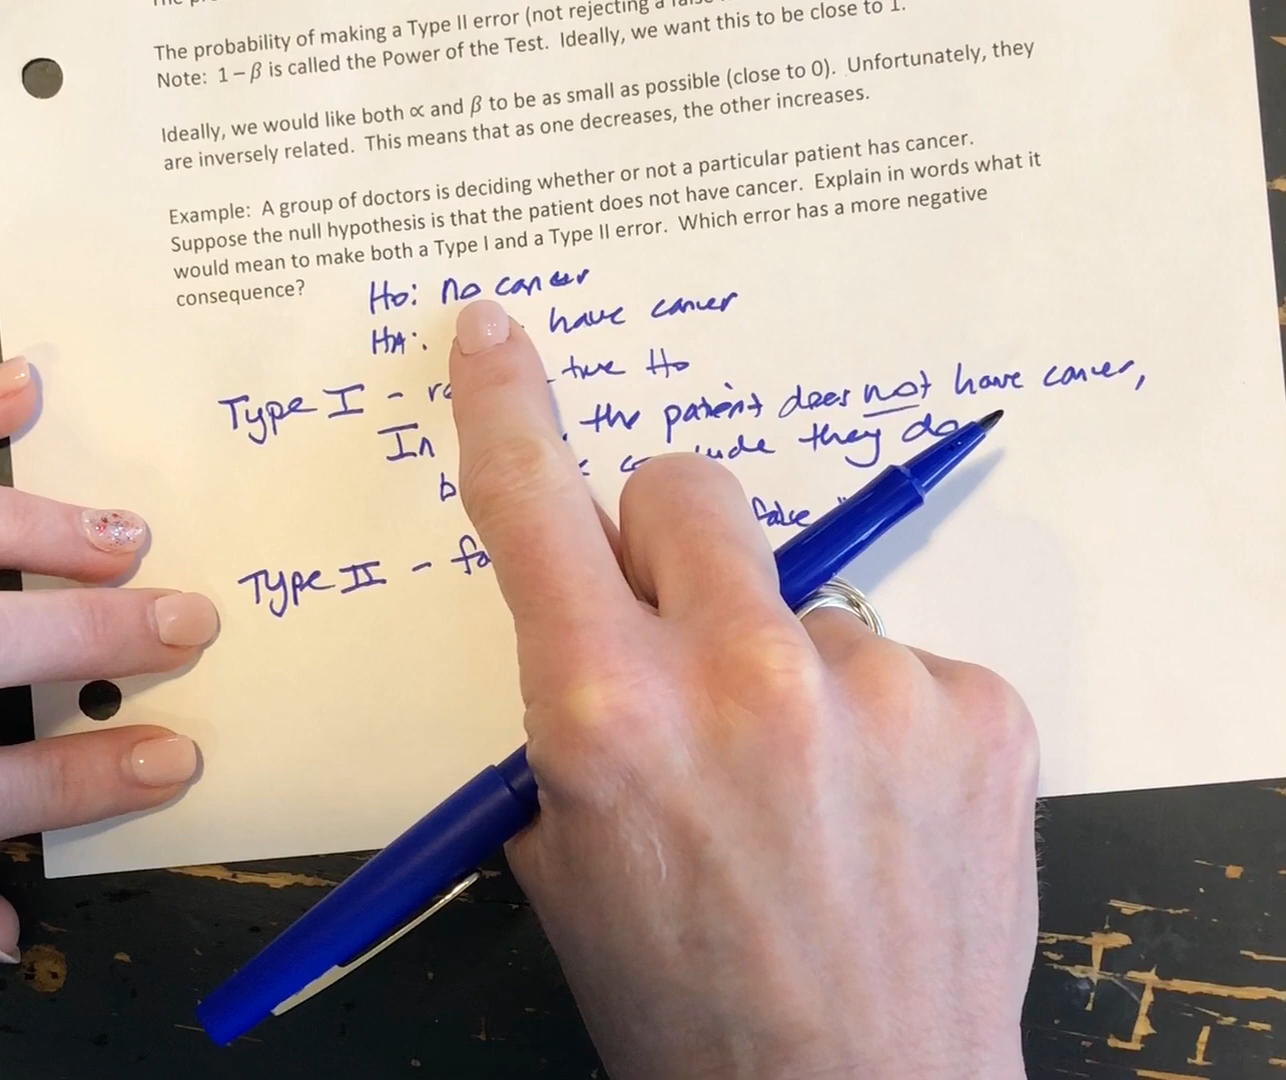 The probability of making a Type II error (not rejecting a
Note: 1 – β is called the Power of the Test. Ideally, we want this to be close to 1.
Ideally, we would like both ∝ and β to be as small as possible (close to 0). Unfortunately, they
are inversely related. This means that as one decreases, the other increases.
Example: A group of doctors is deciding whether or not a particular patient has cancer.
Suppose the null hypothesis is that the patient does not have cancer. Explain in words what it
would mean to make both a Type I and a Type II error. Which error has a more negative
consequence?
Ho: no cancer
HA: have cancer
Type I - true Ho
In the patient does not have cancer,
they do
false "
Type II -